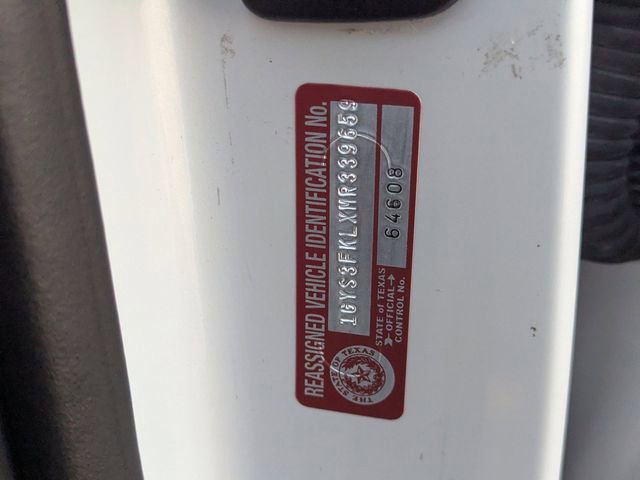 REASSIGNED VEHICLE IDENTIFICATION No.
1GYS3FKLXMR339659
STATE of TEXAS
OFFICIAL
CONTROL No.
64608
THE STATE OF TEXAS